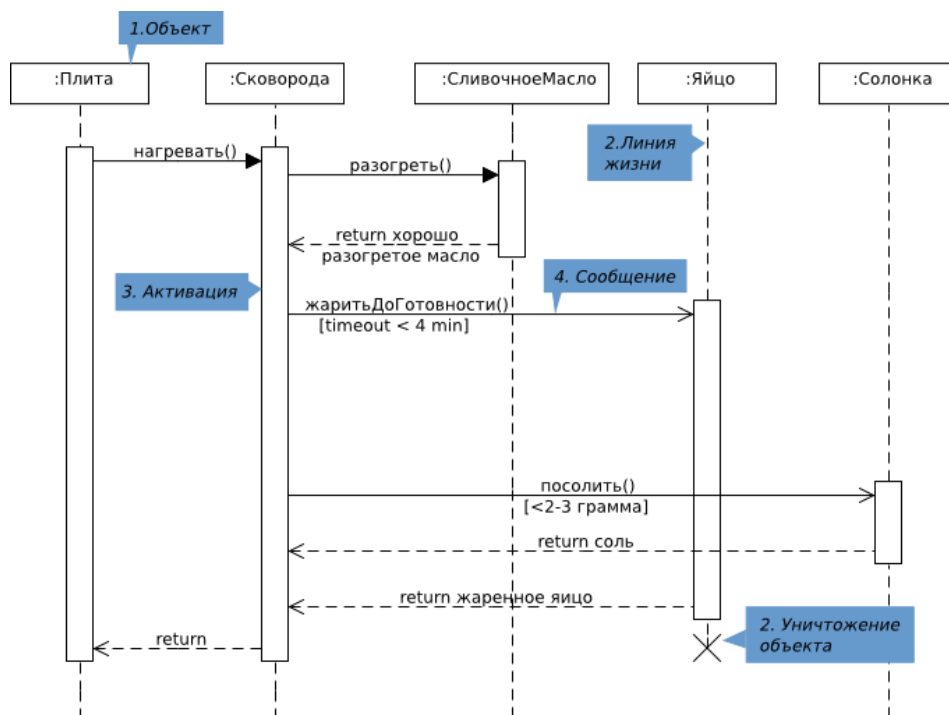 1.Объект
:Плита
:Сковорода
:СливочноеМасло
:Яйцо
:Солонка
2.Линия
жизни
нагревать()
разогреть()
return хорошо
разогретое масло
3. Активация
4. Сообщение
жаритьДоГотовности()
[timeout < 4 min]
посолить()
[<2-3 грамма]
return соль
return жаренное яицо
return
2. Уничтожение
объекта